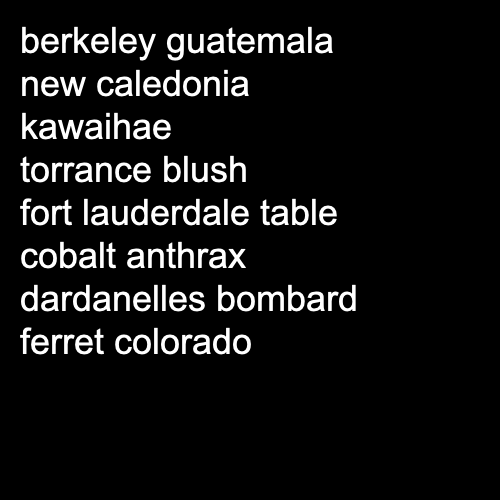 berkeley guatemala
new caledonia
kawaihae
torrance blush
fort lauderdale table
cobalt anthrax
dardanelles bombard
ferret colorado